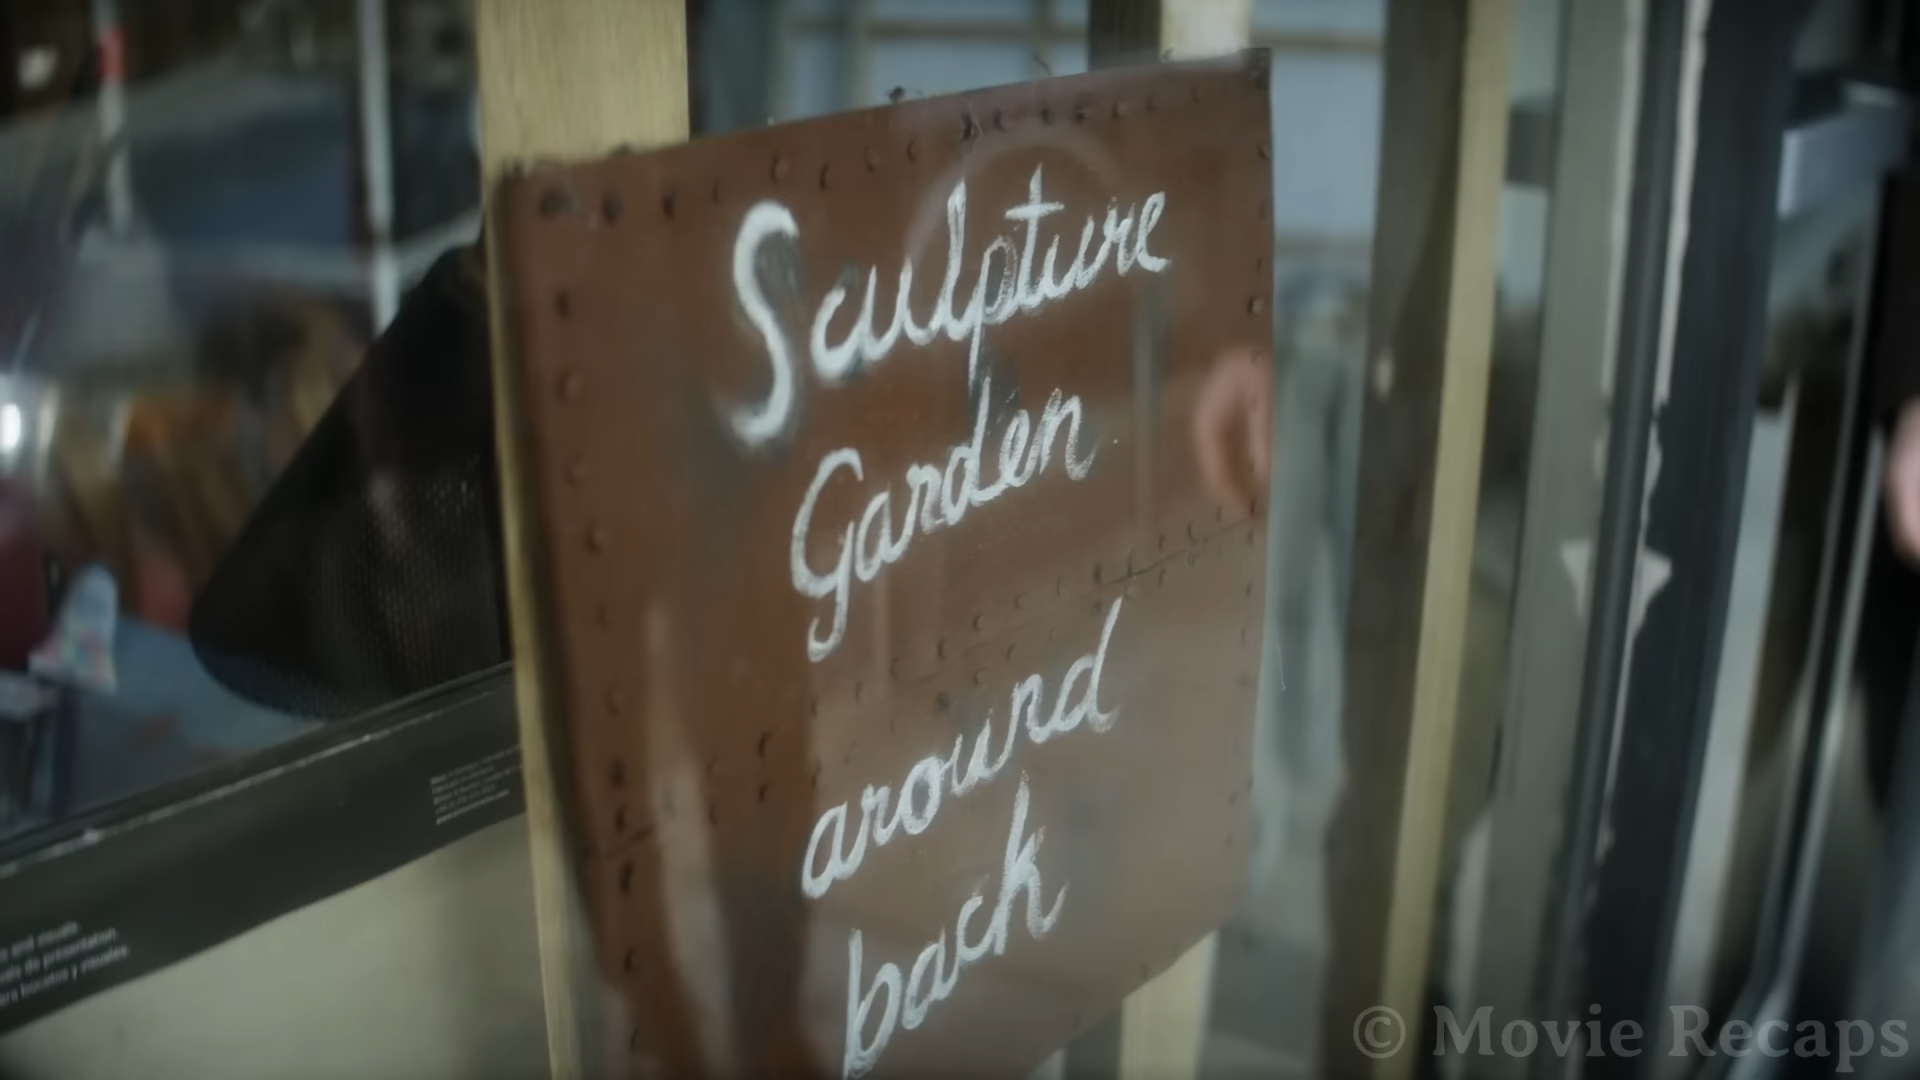 Sculpture
Garden
around
back
© Movie Recaps